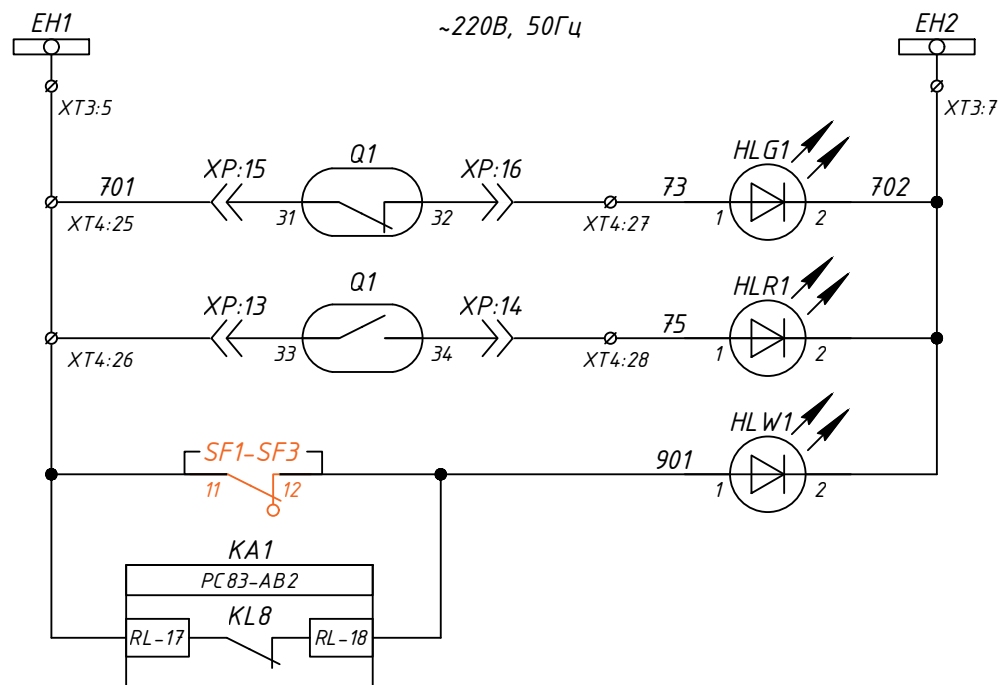 EH1
~220В, 50Гц
EH2
XT3:5
XT3:7
701
XP:15
Q1
XP:16
73
HLG1
702
XT4:25
31
32
XT4:27
1
2
XP:13
Q1
XP:14
75
HLR1
XT4:26
33
34
XT4:28
1
2
SF1-SF3
901
HLW1
11
12
1
2
KA1
РС83-АВ2
KL8
RL-17
RL-18